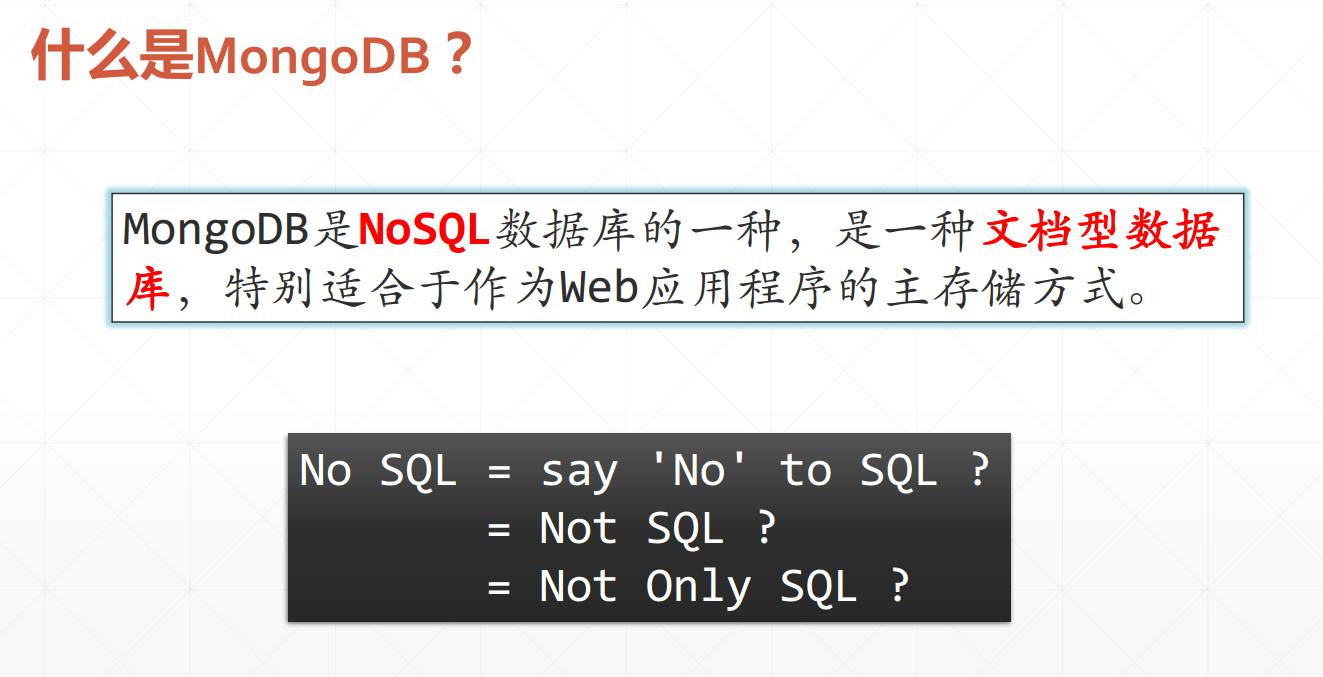 什么是MongoDB？
MongoDB是NoSQL数据库的一种，是一种文档型数据
库，特别适合于作为Web应用程序的主存储方式。
No SQL = say 'No' to SQL ?
= Not SQL ?
= Not Only SQL ?